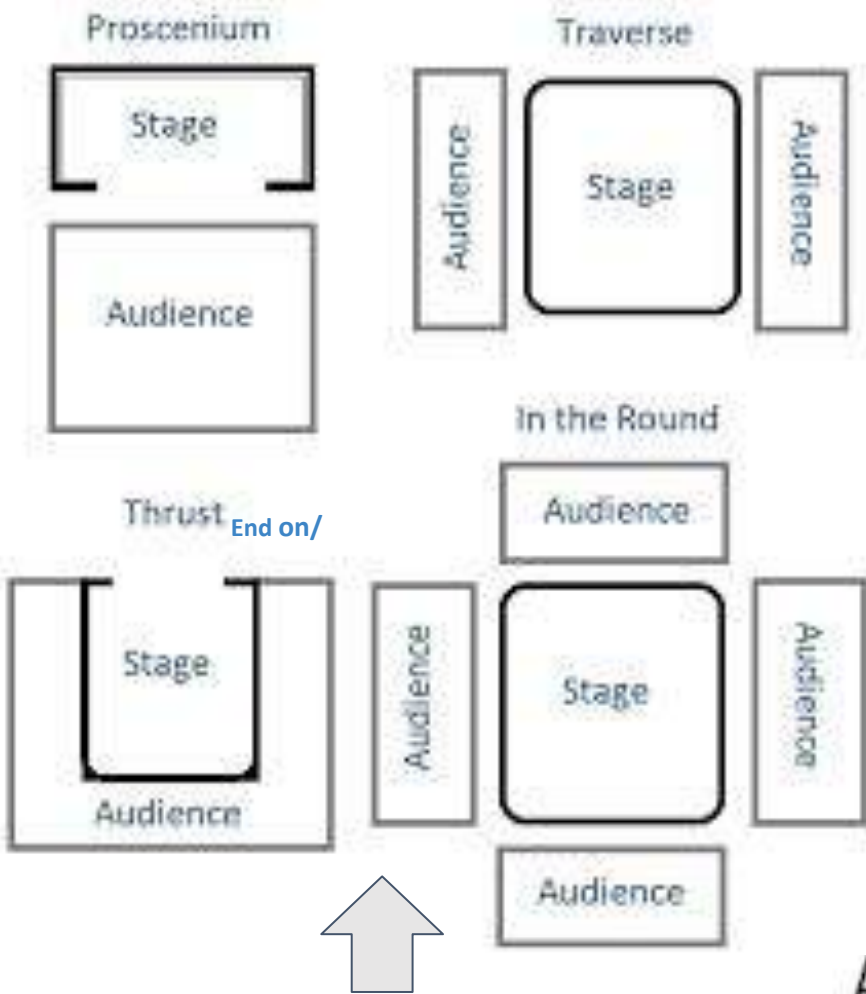 Proscenium
Stage
Audience
Traverse
Audience
Stage
Audience
Thrust End on/
Stage
Audience
In the Round
Audience
Audience
Stage
Audience
Audience